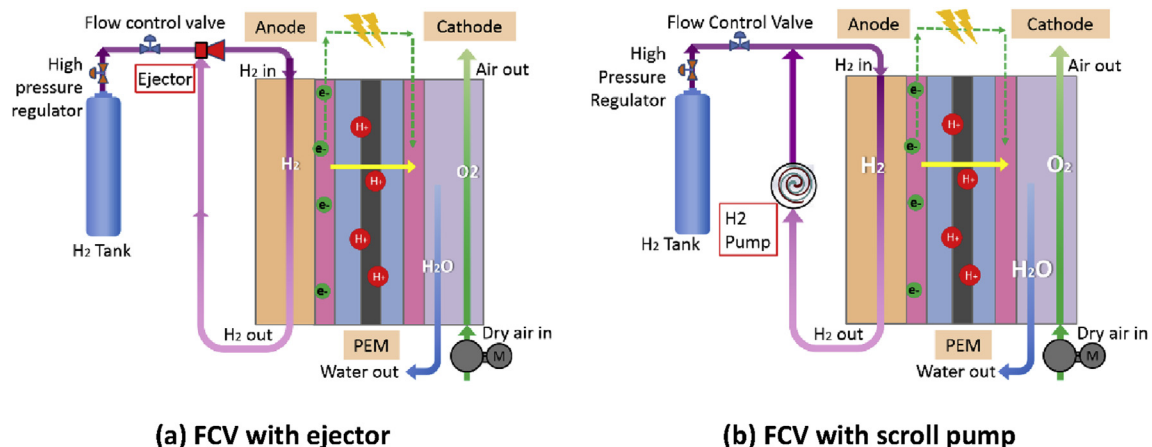 Flow control valve
Anode
Cathode
High
pressure
regulator
Ejector
H2 in
Air out
e-
H+
e-
H2
O2
H+
e-
H+
H2O
H+
e-
H2 Tank
H2 out
PEM
Dry air in
M
Water out
(a) FCV with ejector
Flow Control Valve
Anode
Cathode
High
Pressure
Regulator
H2 in
Air out
e-
H+
e-
H2
O2
H+
e-
H2
Pump
H+
H2O
H+
e-
H2 Tank
H2 out
PEM
Dry air in
M
Water out
(b) FCV with scroll pump